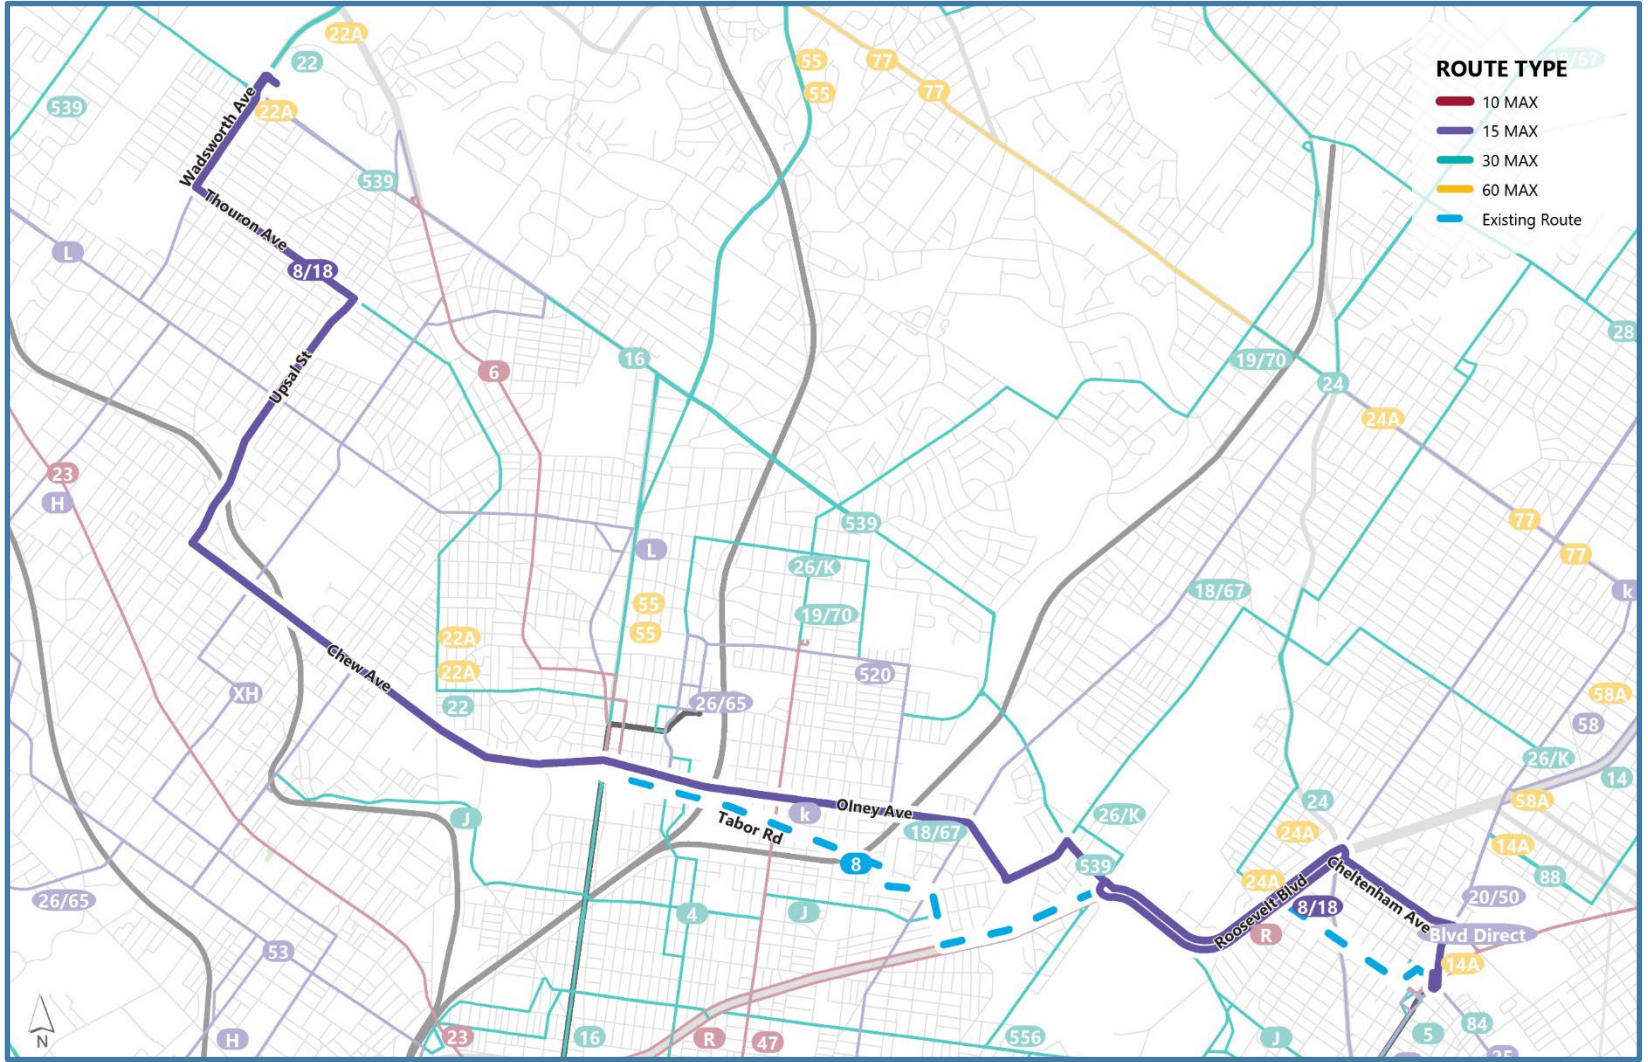 22A
22
55
77
18/67
ROUTE TYPE
10 MAX
15 MAX
30 MAX
60 MAX
Existing Route
539
22A
Wadsworth Ave
55
77
539
Thouron Ave
L
8/18
28
16
19/70
6
24
Upsal St
24A
23
H
539
77
L
77
26/K
18/67
k
55
19/70
55
22A
Chew Ave
22A
520
XH
26/65
58A
22
58
26/K
14
Olney Ave
k
24
58A
J
Tabor Rd
18/67
26/K
24A
14A
8
539
Cheltenham Ave
88
24A
26/65
Roosevelt Blvd
8/18
20/50
4
J
R
Blvd Direct
53
14A
N
H
23
16
R
47
556
J
5
84
35